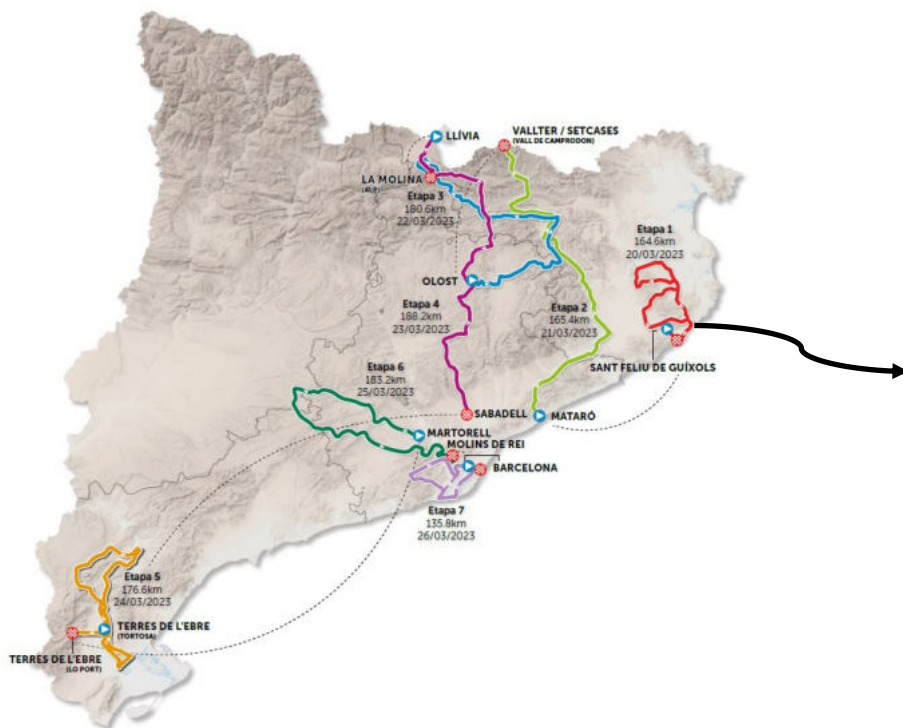 LLÍVIA
VALLTER / SETCASES
(VALL DE CAMPRODON)
LA MOLINA
(ALP)
Etapa 3
180.6km
22/03/2023
Etapa 1
164.6km
20/03/2023
OLOST
Etapa 4
188.2km
23/03/2023
Etapa 2
165.4km
21/03/2023
SANT FELIU DE GUÍXOLS
Etapa 6
183.2km
25/03/2023
SABADELL
MATARÓ
MARTORELL
MOLINS DE REI
BARCELONA
Etapa 7
135.8km
26/03/2023
Etapa 5
176.6km
24/03/2023
TERRES DE L'EBRE
(TORTOSA)
TERRES DE L'EBRE
(LO PORT)